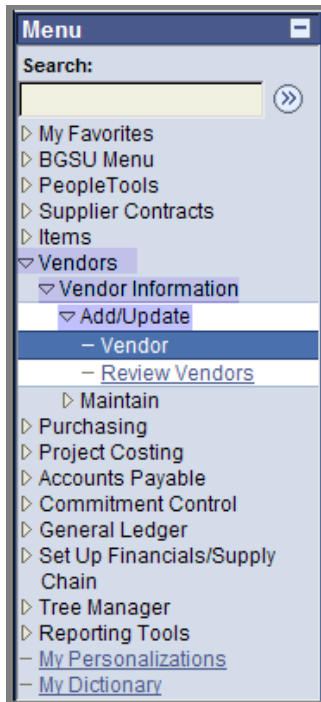 Menu
Search:
My Favorites
BGSU Menu
PeopleTools
Supplier Contracts
Items
Vendors
Vendor Information
Add/Update
– Vendor
– Review Vendors
Maintain
Purchasing
Project Costing
Accounts Payable
Commitment Control
General Ledger
Set Up Financials/Supply
Chain
Tree Manager
Reporting Tools
– My Personalizations
– My Dictionary